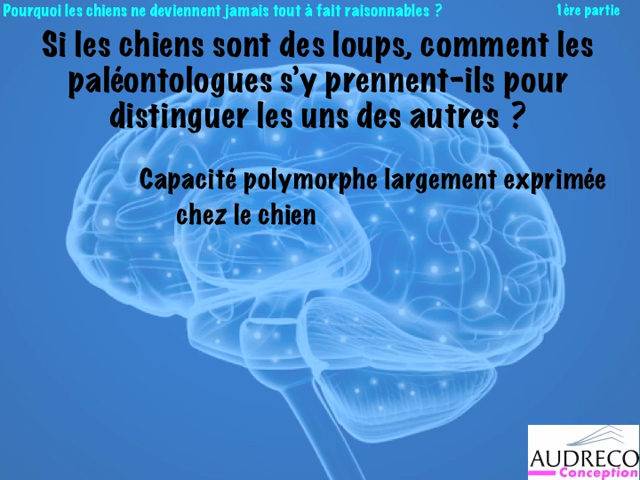 Pourquoi les chiens ne deviennent jamais tout à fait raisonnables ?
1ère partie
Si les chiens sont des loups, comment les
paléontologues s'y prennent-ils pour
distinguer les uns des autres ?
Capacité polymorphe largement exprimée
chez le chien
AUDRECO
Conception